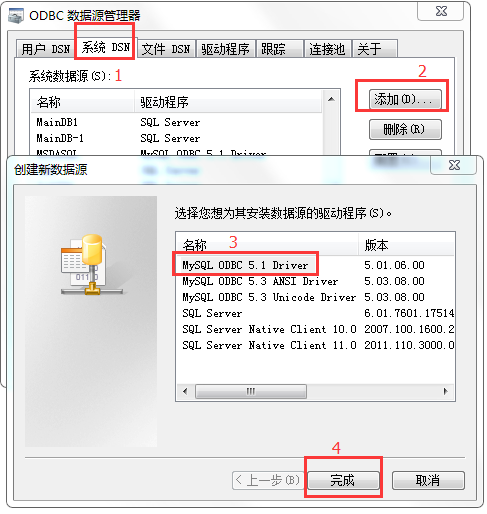 ODBC 数据源管理器
用户 DSN 系统 DSN 文件 DSN 驱动程序 跟踪 连接池 关于
系统数据源(S): 1
2
名称 驱动程序
添加(D)...
MainDB1 SQL Server
MainDB-1 SQL Server
删除(R)
MSDASQL MySQL ODBC 5.1 Driver
创建新数据源
选择您想为其安装数据源的驱动程序(S)。
3
名称 版本
MySQL ODBC 5.1 Driver 5.01.06.00
MySQL ODBC 5.3 ANSI Driver 5.03.08.00
MySQL ODBC 5.3 Unicode Driver 5.03.08.00
SQL Server 6.01.7601.17514
SQL Server Native Client 10.0 2007.100.1600.2
SQL Server Native Client 11.0 2011.110.3000.0
4
<上一步(B) 完成 取消